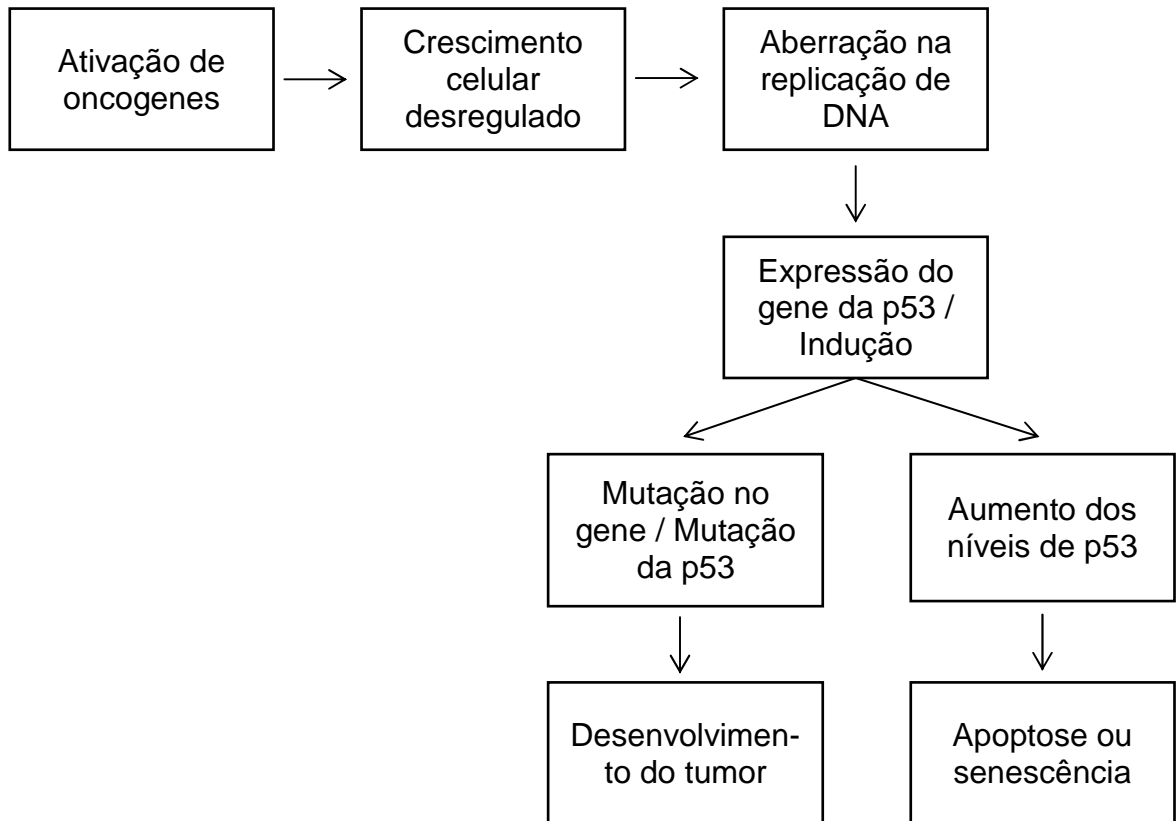 Ativação de
oncogenes
Crescimento
celular
desregulado
Aberração na
replicação de
DNA
Expressão do
gene da p53 /
Indução
Mutação no
gene / Mutação
da p53
Aumento dos
níveis de p53
Desenvolvimen-
to do tumor
Apoptose ou
senescência